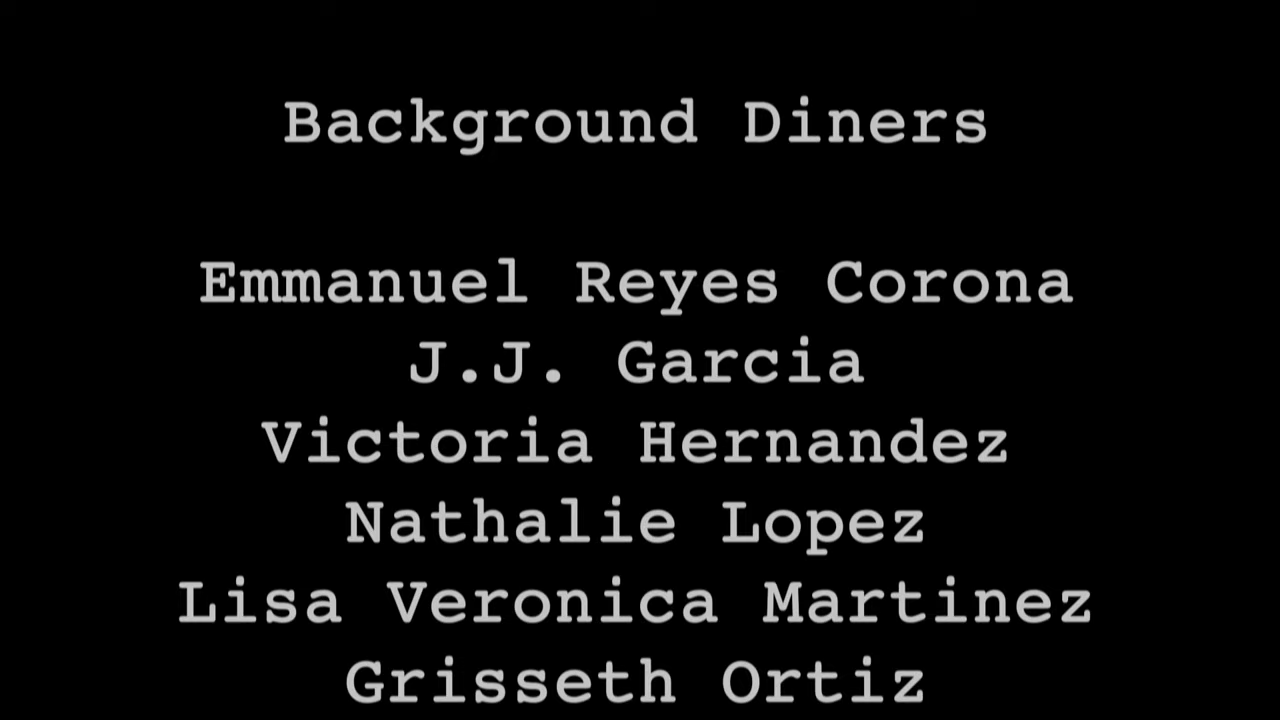 Background Diners
Emmanuel Reyes Corona
J.J. Garcia
Victoria Hernandez
Nathalie Lopez
Lisa Veronica Martinez
Grisseth Ortiz